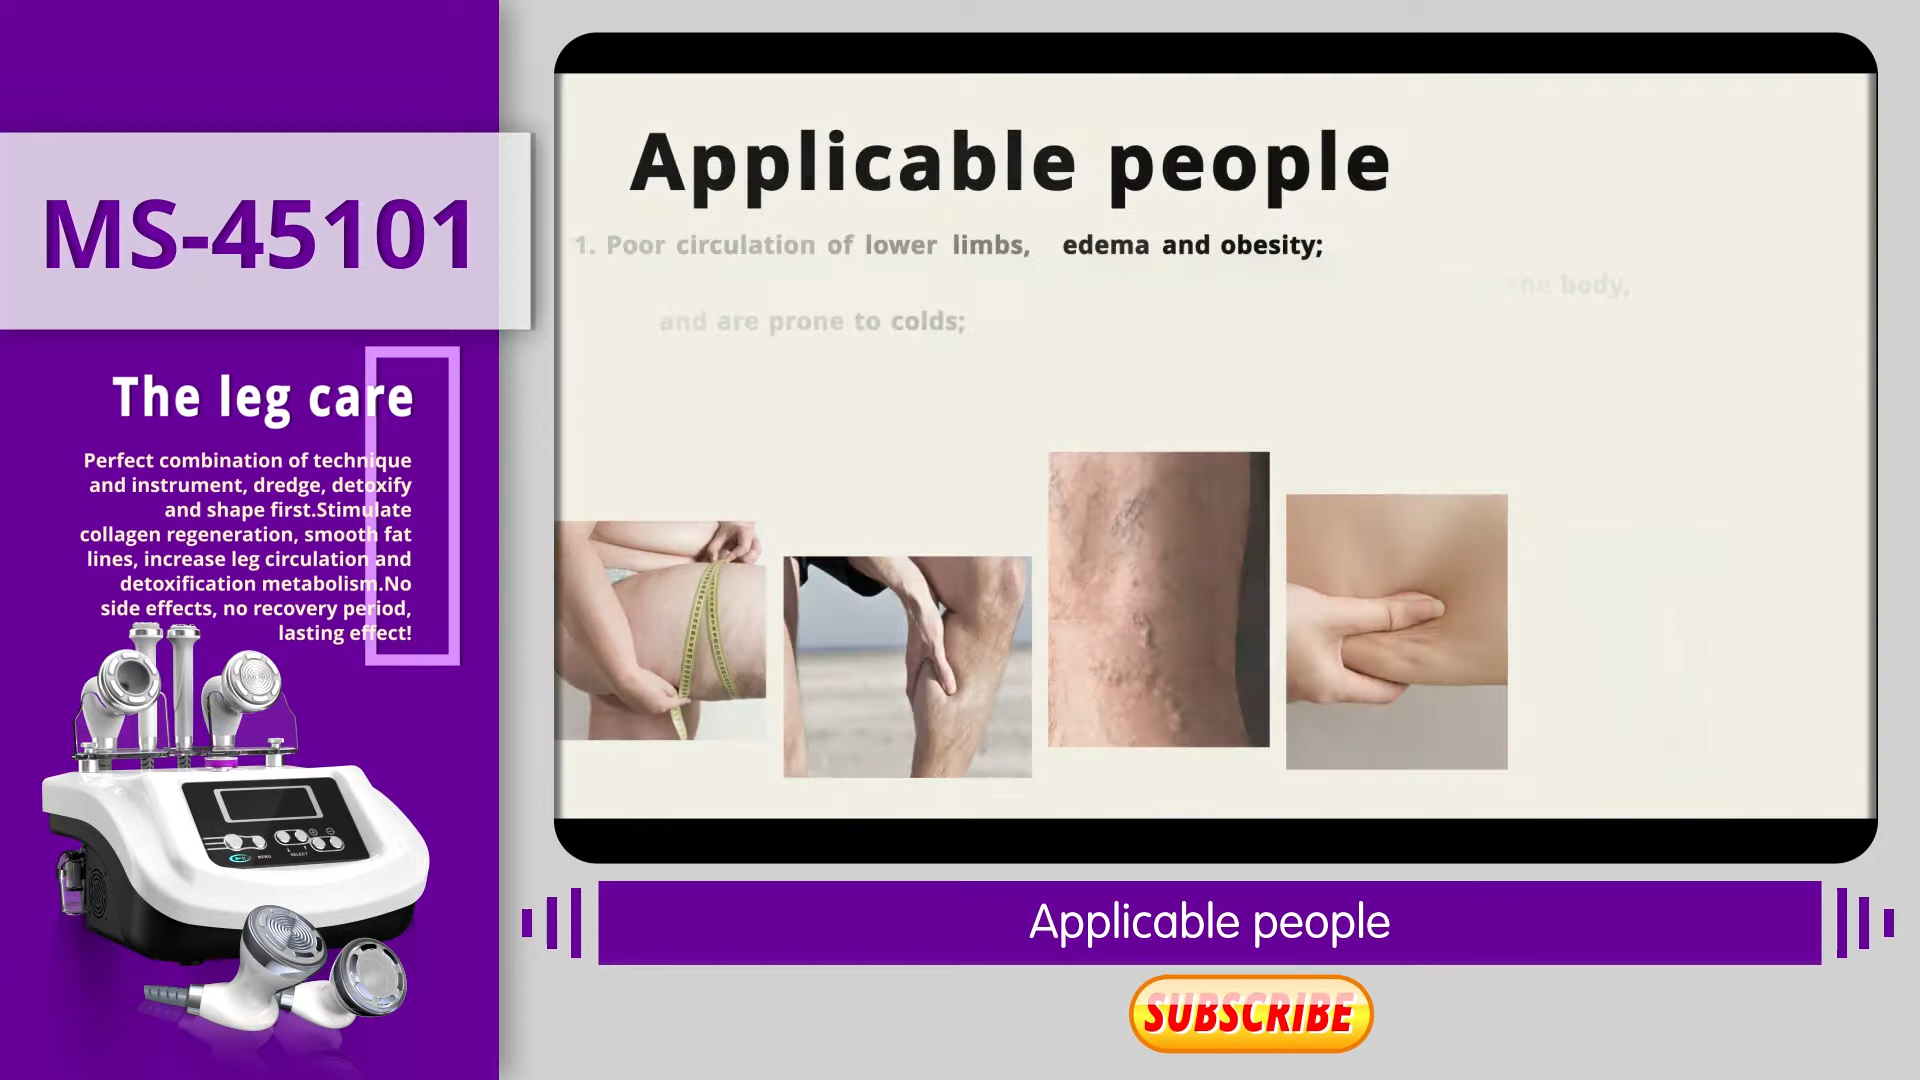 MS-45101
The leg care
Perfect combination of technique
and instrument, dredge, detoxify
and shape first.Stimulate
collagen regeneration, smooth fat
lines, increase leg circulation and
detoxification metabolism.No
side effects, no recovery period,
lasting effect!
MENU
SELECT
Applicable people
1. Poor circulation of lower limbs, edema and obesity;
the body,
and are prone to colds;
Applicable people
SUBSCRIBE